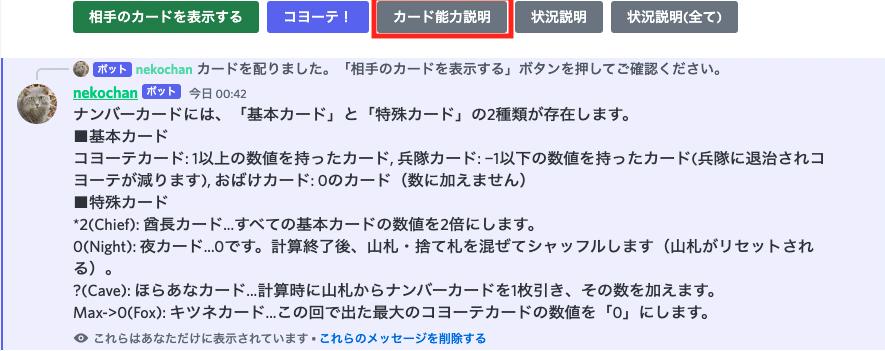 相手のカードを表示する コヨーテ！ カード能力説明 状況説明 状況説明(全て)
ボット nekochan カードを配りました。「相手のカードを表示する」ボタンを押してご確認ください。
nekochan ボット 今日 00:42
ナンバーカードには、「基本カード」と「特殊カード」の2種類が存在します。
■基本カード
コヨーテカード: 1以上の数値を持ったカード, 兵隊カード: −1以下の数値を持ったカード(兵隊に退治されコ
ヨーテが減ります), おばけカード: 0のカード（数に加えません）
■特殊カード
*2(Chief): 酋長カード...すべての基本カードの数値を2倍にします。
0(Night): 夜カード...0です。計算終了後、山札・捨て札を混ぜてシャッフルします（山札がリセットされ
る）。
?(Cave): ほらあなカード...計算時に山札からナンバーカードを1枚引き、その数を加えます。
Max->0(Fox): キツネカード...この回で出た最大のコヨーテカードの数値を「0」にします。
これらはあなただけに表示されています • これらのメッセージを削除する